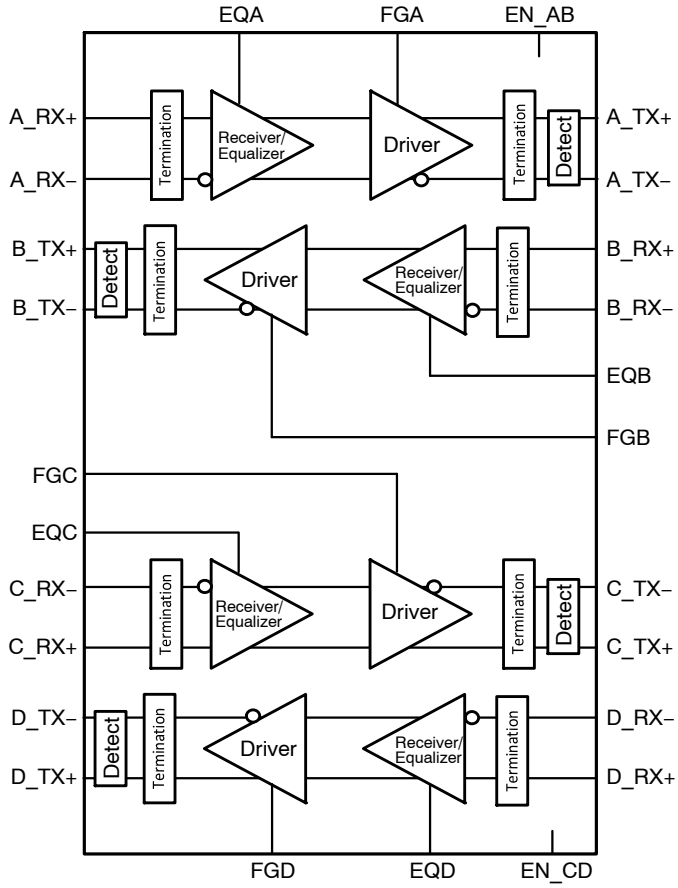 EQA FGA EN_AB
A_RX+ Termination Receiver/ Equalizer Driver Termination Detect A_TX+
A_RX− A_TX−
B_TX+ Detect Termination Driver Receiver/ Equalizer Termination B_RX+
B_TX− B_RX−
EQB
FGB
FGC
EQC
C_RX− Termination Receiver/ Equalizer Driver Termination Detect C_TX−
C_RX+ C_TX+
D_TX− Detect Termination Driver Receiver/ Equalizer Termination D_RX−
D_TX+ D_RX+
FGD EQD EN_CD